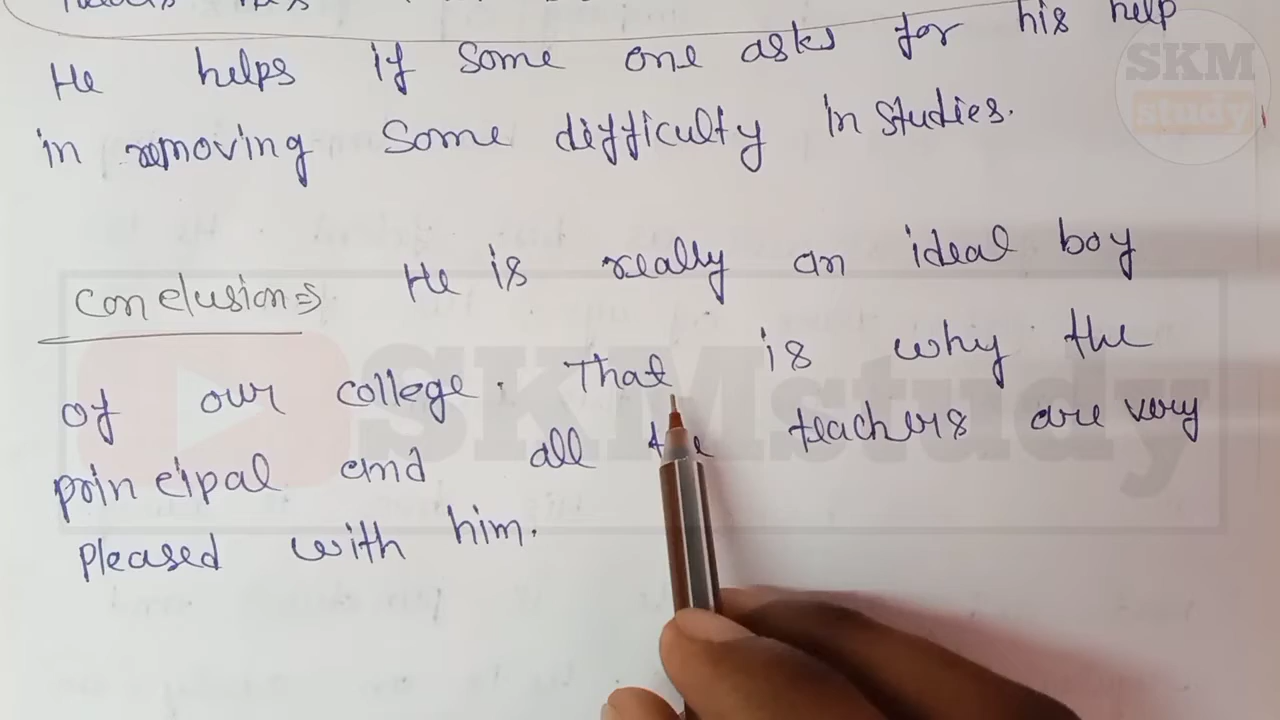 He helps if some one asks for his help
in removing some difficulty in studies.
Conclusion⇒ He is really an ideal boy
of our college. That is why the
principal and all the teachers are very
pleased with him.
SKM
study
SKMstudy